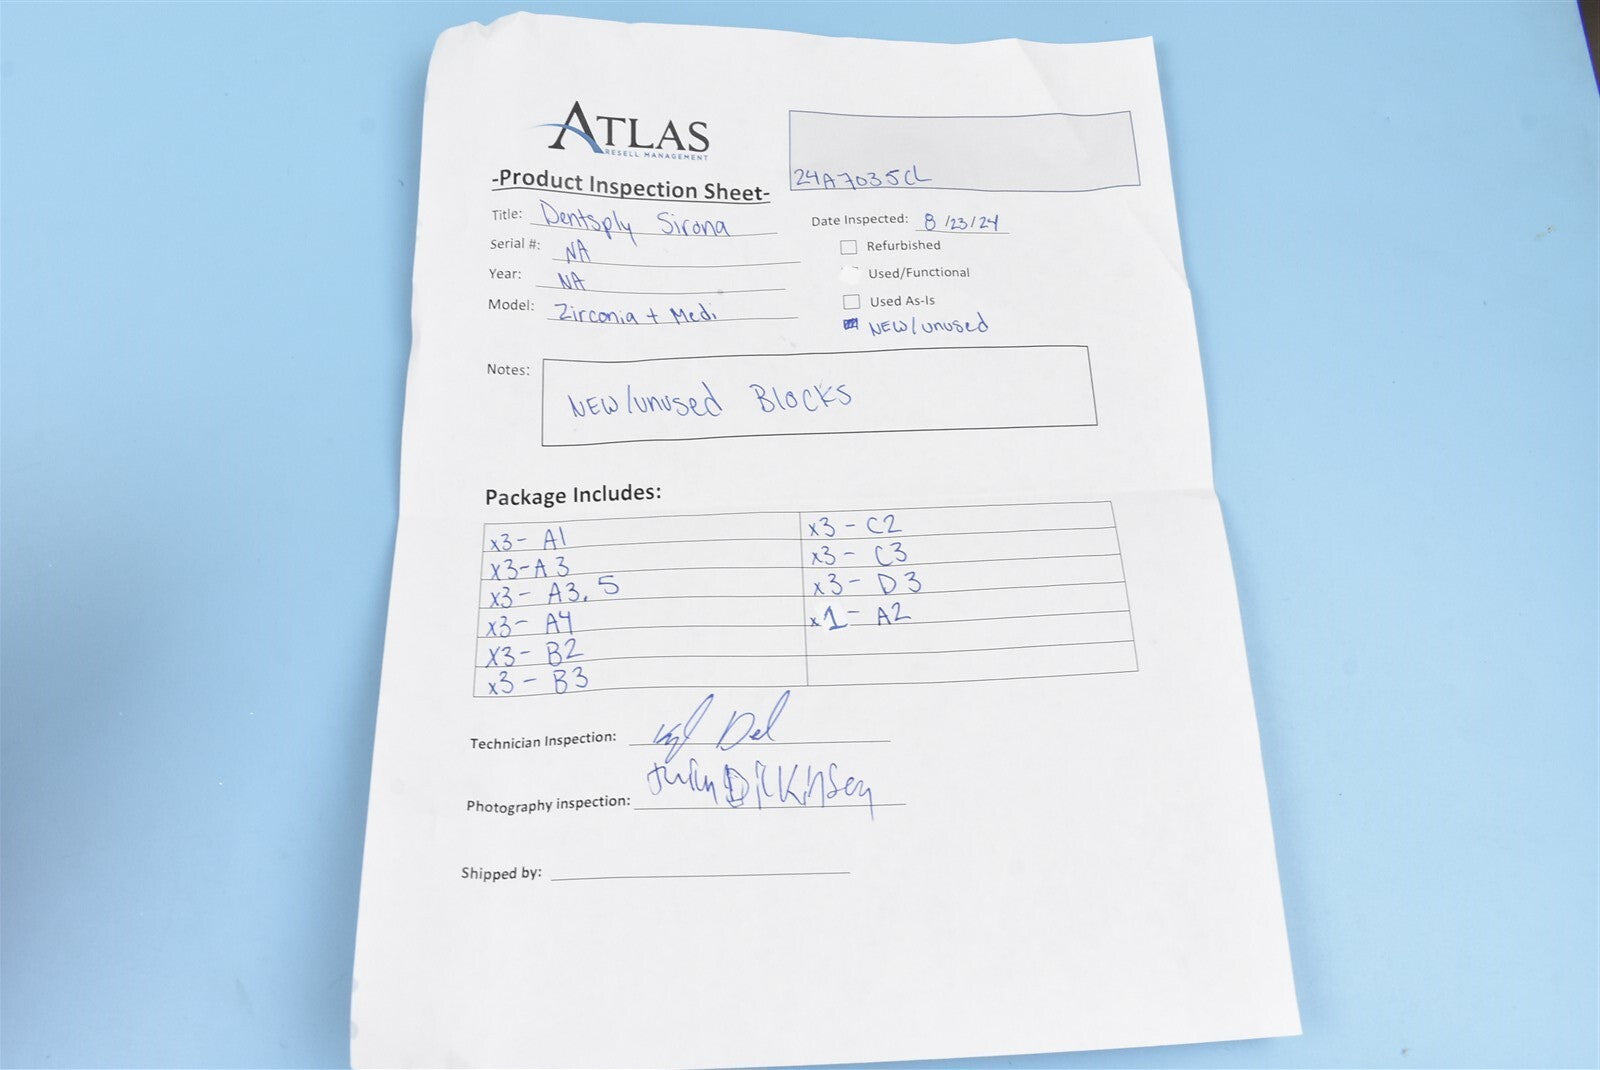 ATLAS
RESELL MANAGEMENT
24A7035CL
-Product Inspection Sheet-
Title: Dentsply Sirona
Serial #: NA
Year: NA
Model: Zirconia + Medi
Date Inspected: 8/23/24
Refurbished
Used/Functional
Used As-Is
NEW/unused
Notes: NEW/unused Blocks
Package Includes:
x3- A1
x3-A3
x3- A3.5
x3- A4
x3- B2
x3- B3
x3- C2
x3- C3
x3- D3
x1- A2
Technician Inspection:
Photography inspection: Dickinson
Shipped by: